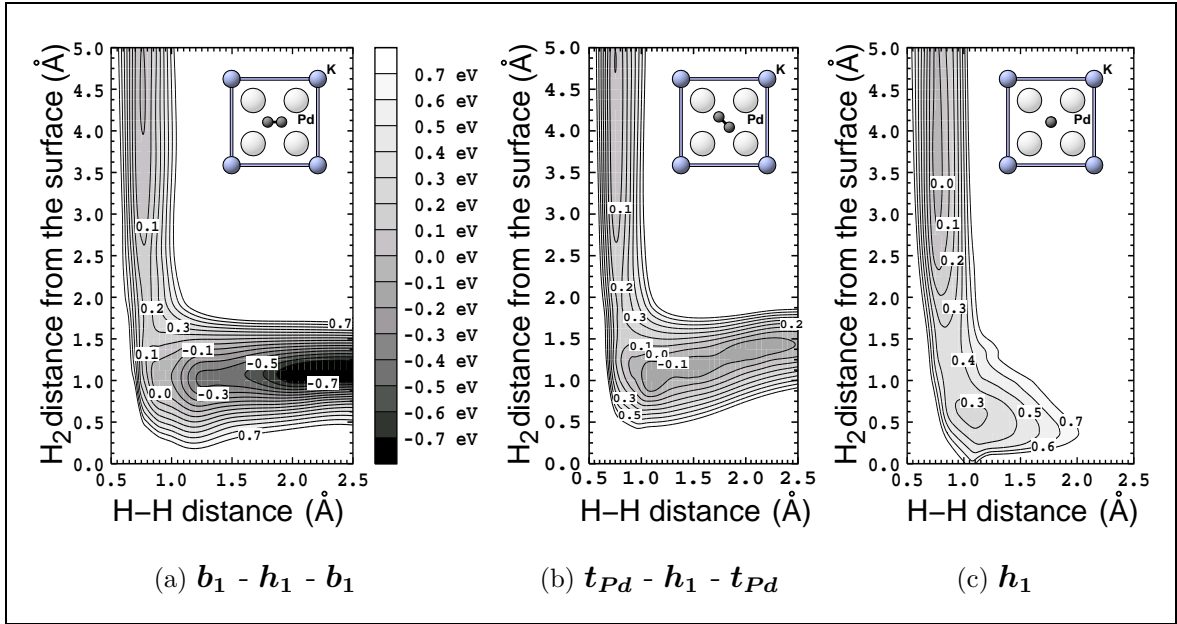 H2 distance from the surface (Å)
5.0
4.5
4.0
3.5
3.0
2.5
2.0
1.5
1.0
0.5
0.0
0.5 1.0 1.5 2.0 2.5
H–H distance (Å)
K
Pd
0.1
0.2
0.3
0.7
0.1
-0.1
-0.5
-0.7
0.0
-0.3
0.7
0.7 eV
0.6 eV
0.5 eV
0.4 eV
0.3 eV
0.2 eV
0.1 eV
0.0 eV
-0.1 eV
-0.2 eV
-0.3 eV
-0.4 eV
-0.5 eV
-0.6 eV
-0.7 eV
(a) b1 - h1 - b1
H2 distance from the surface (Å)
5.0
4.5
4.0
3.5
3.0
2.5
2.0
1.5
1.0
0.5
0.0
0.5 1.0 1.5 2.0 2.5
H–H distance (Å)
K
Pd
0.1
0.2
0.3
0.2
0.1
0.0
-0.1
0.3
0.5
(b) tPd - h1 - tPd
H2 distance from the surface (Å)
5.0
4.5
4.0
3.5
3.0
2.5
2.0
1.5
1.0
0.5
0.0
0.5 1.0 1.5 2.0 2.5
H–H distance (Å)
K
Pd
0.0
0.1
0.2
0.3
0.4
0.3
0.5
0.7
0.6
(c) h1